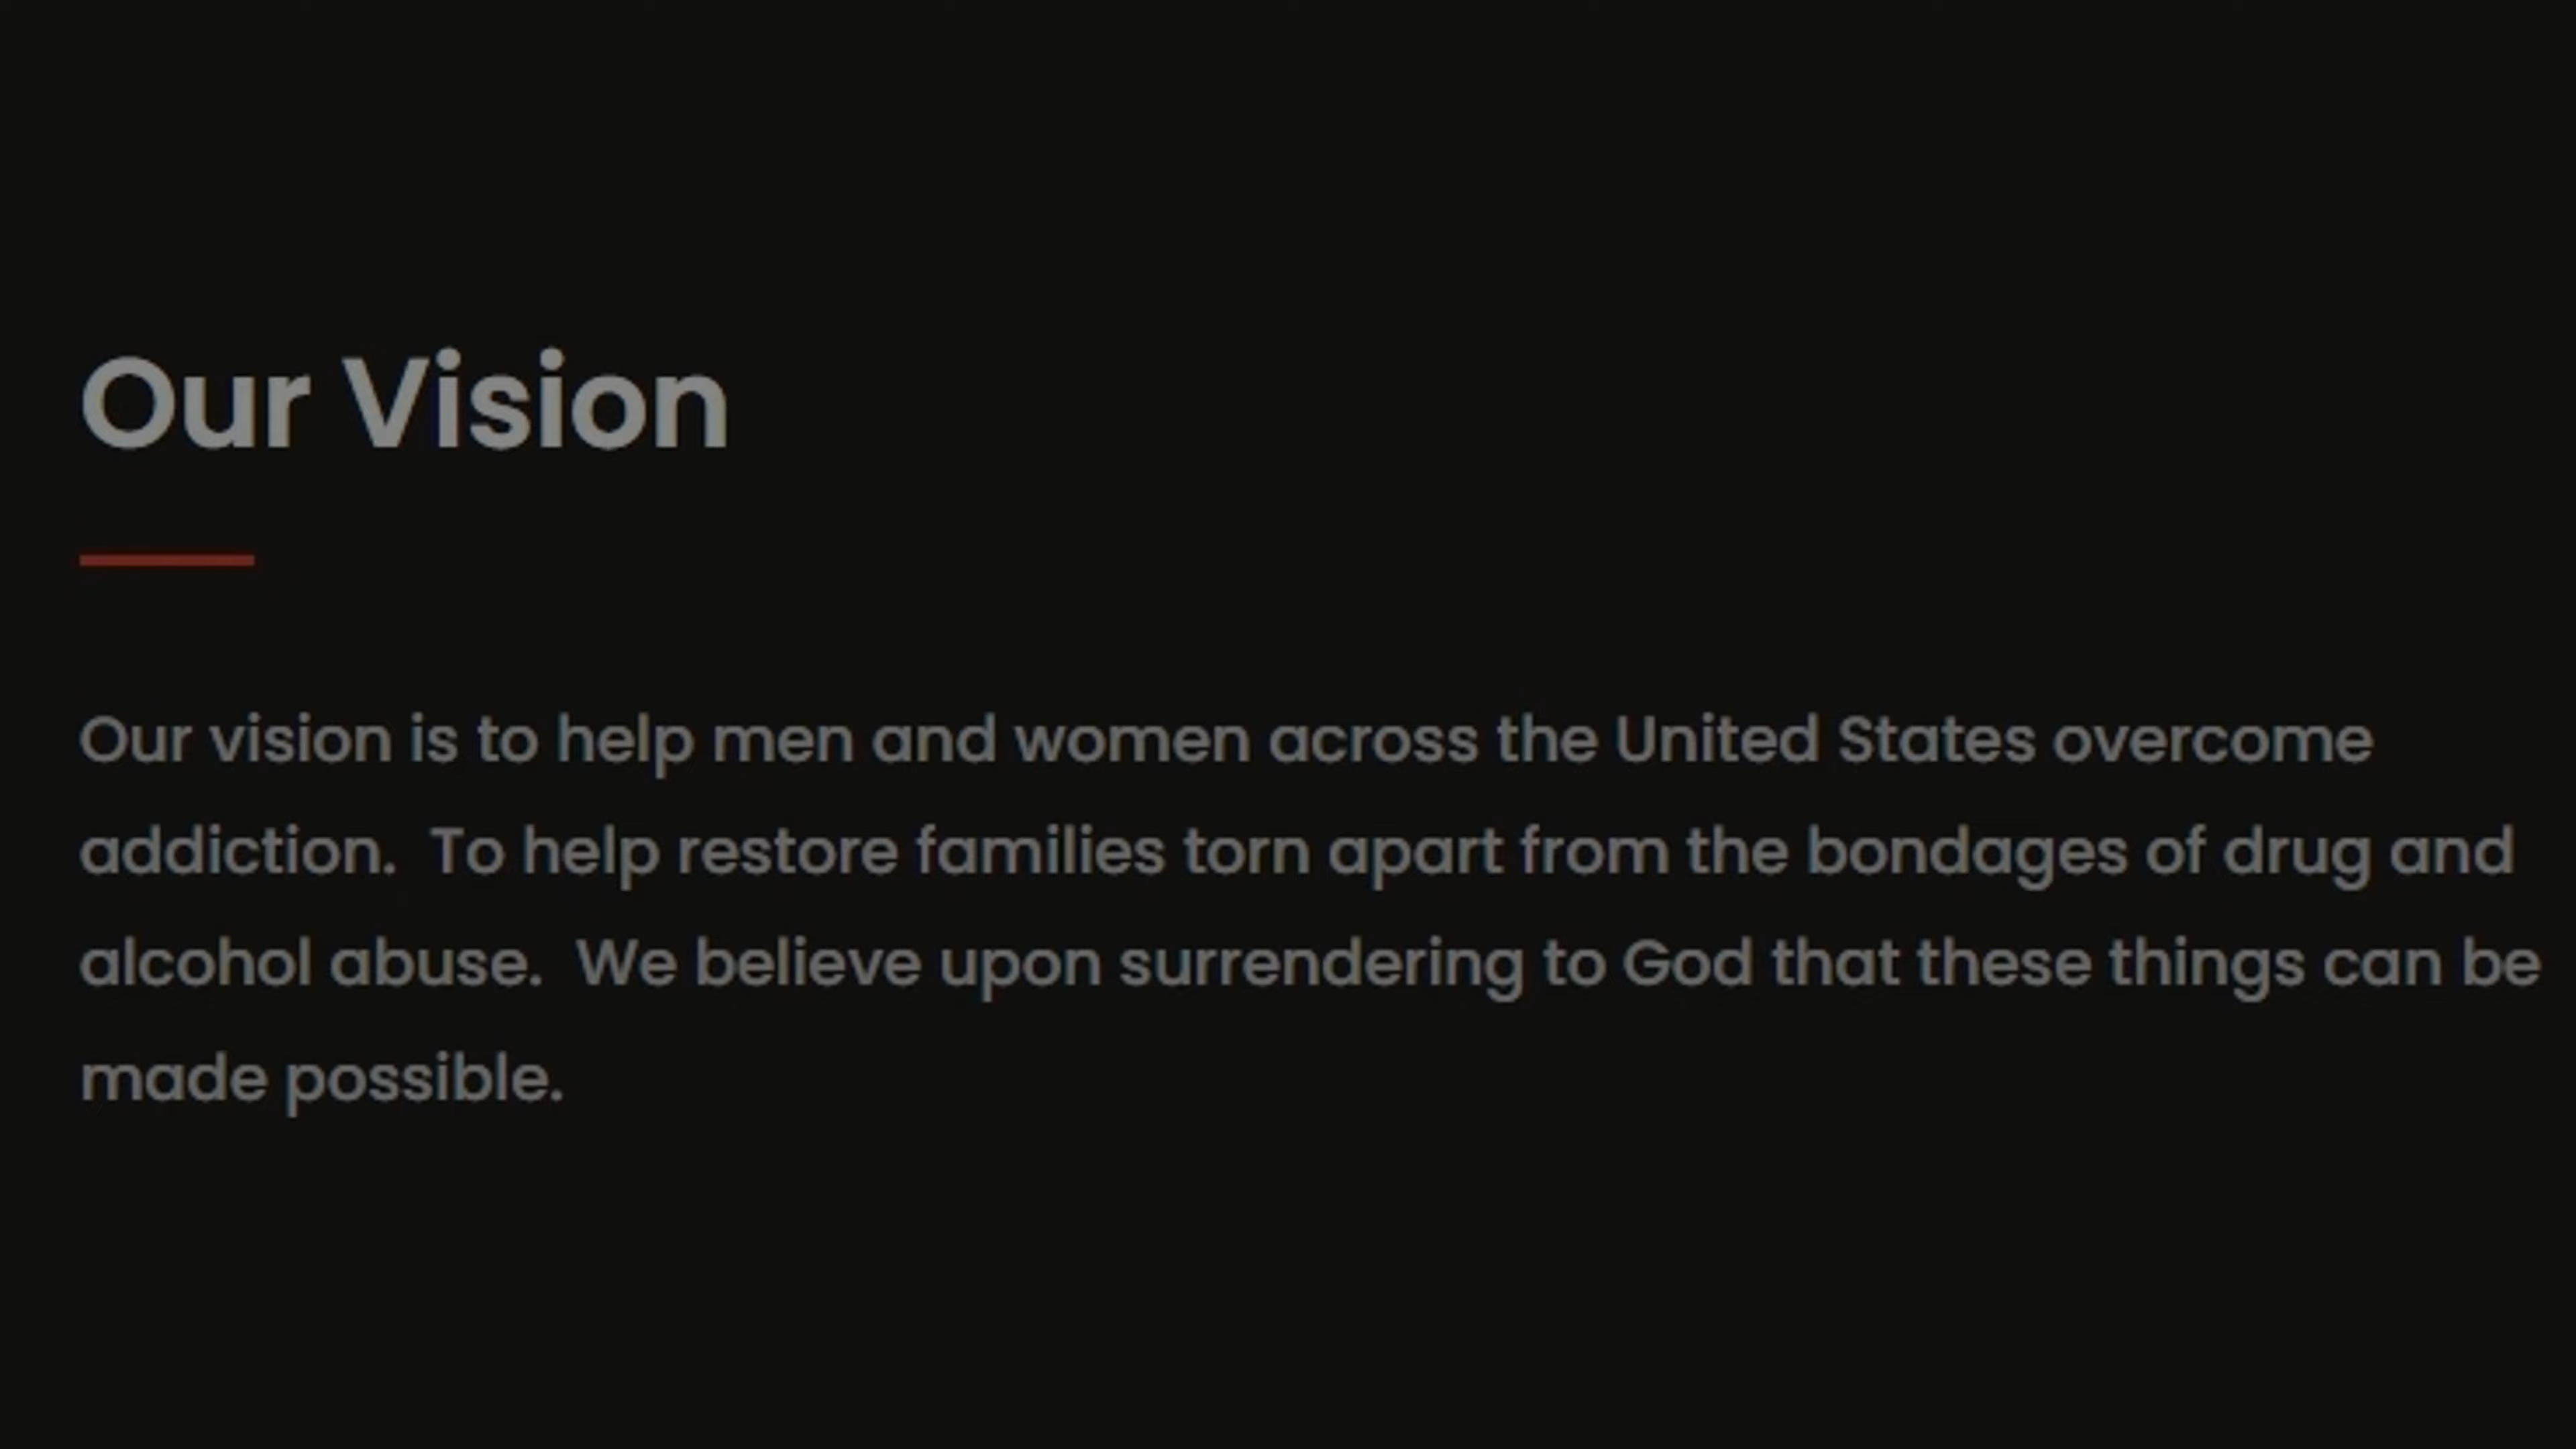 Our Vision
Our vision is to help men and women across the United States overcome
addiction.  To help restore families torn apart from the bondages of drug and
alcohol abuse.  We believe upon surrendering to God that these things can be
made possible.